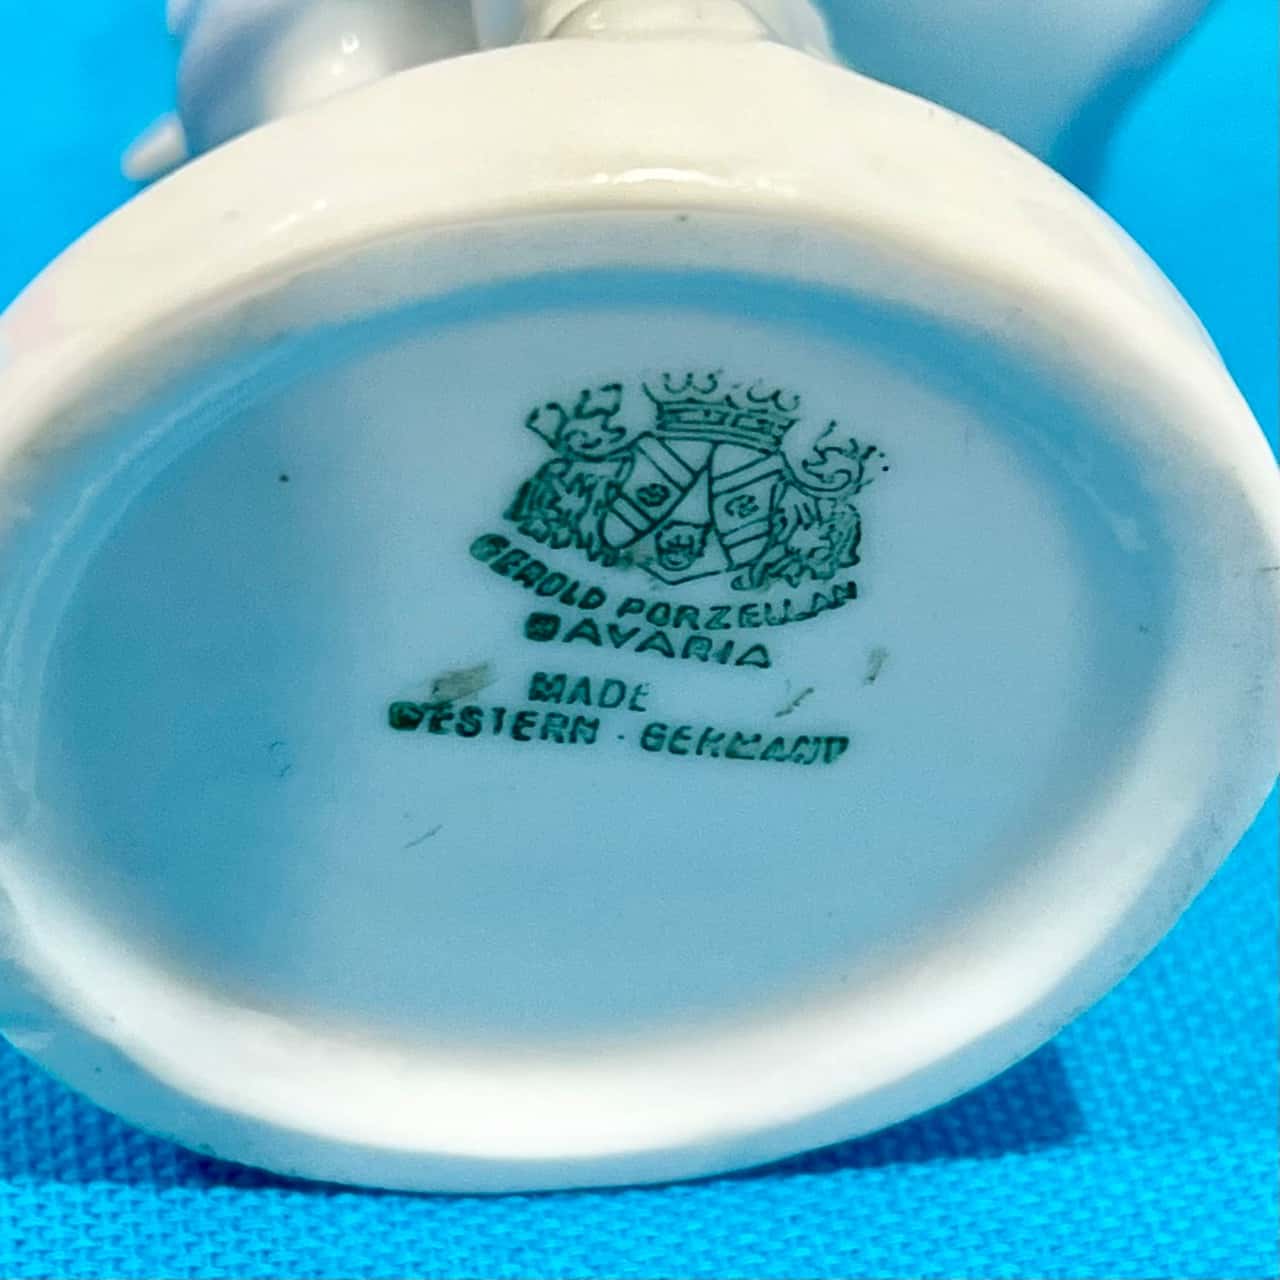 GEROLD PORZELLAN
BAVARIA
MADE
WESTERN - GERMANY